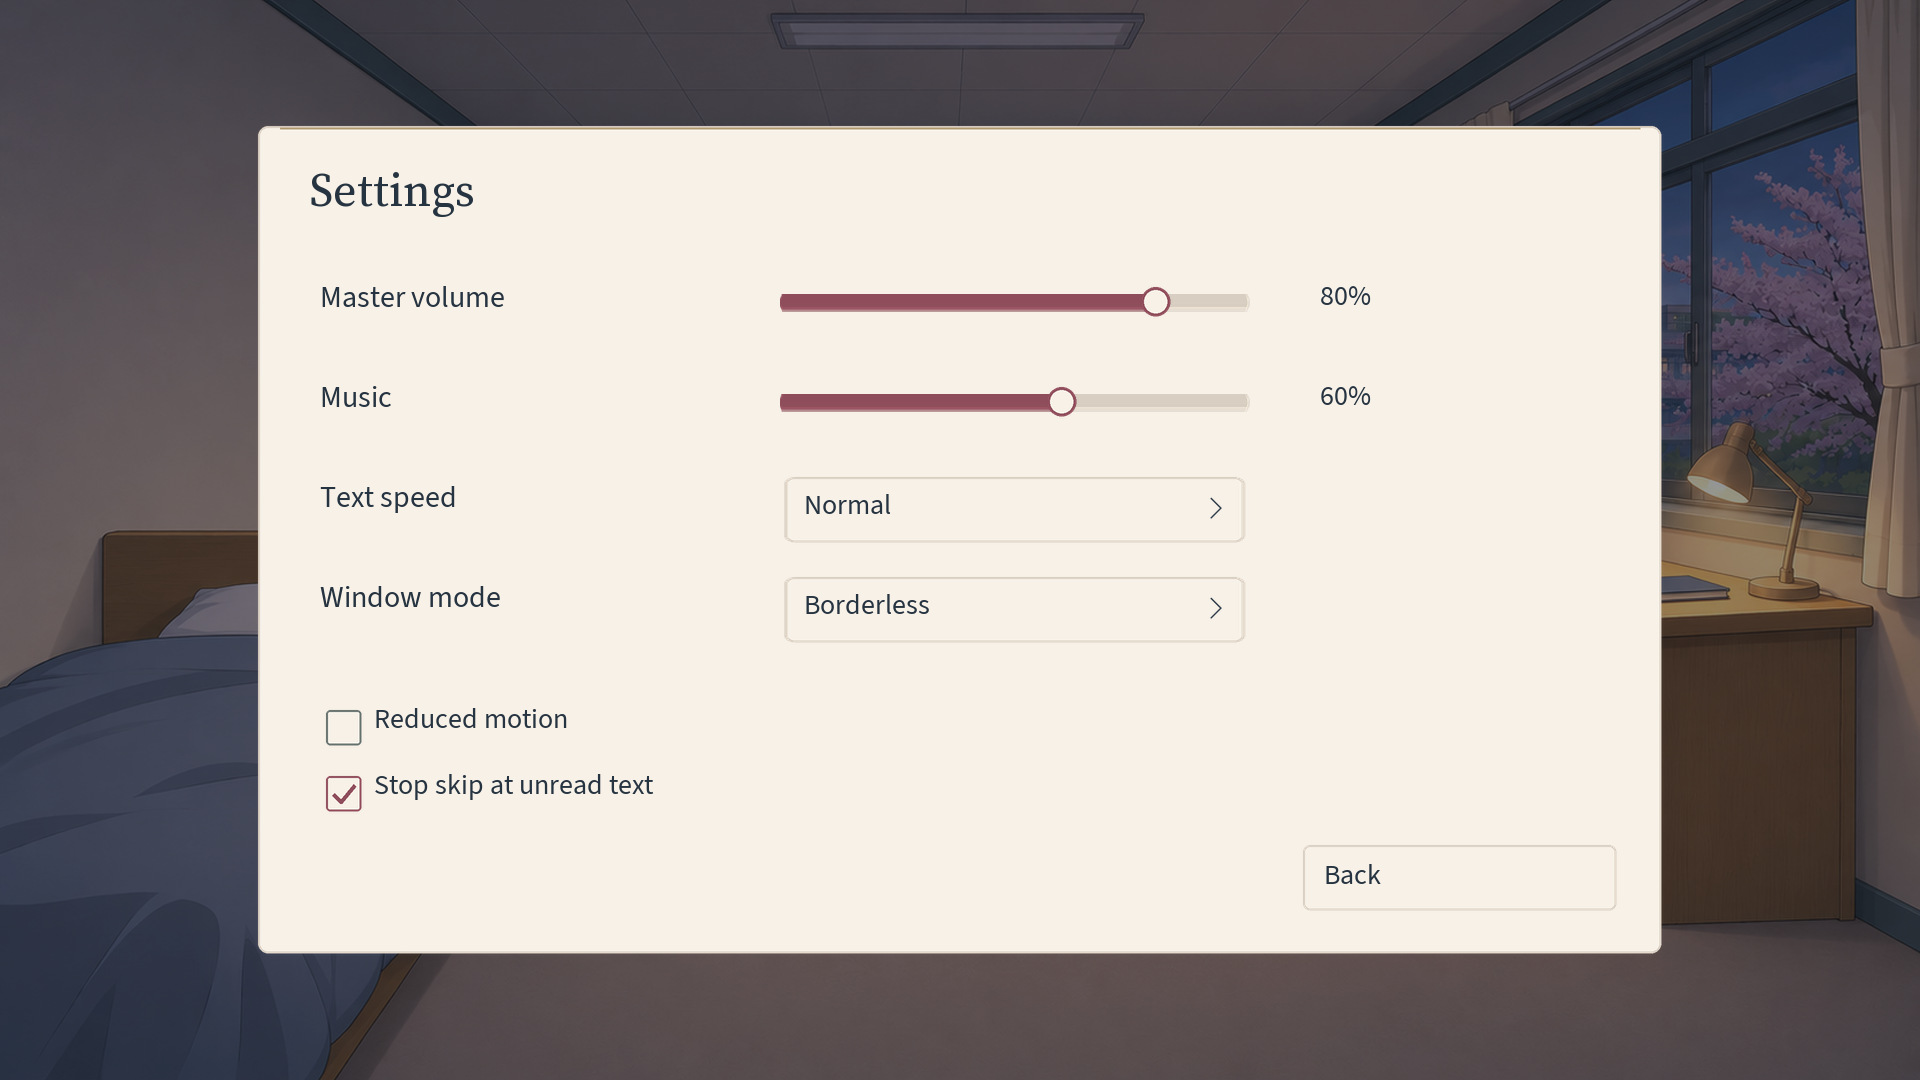 Settings
Master volume
80%
Music
60%
Text speed
Normal
Window mode
Borderless
Reduced motion
Stop skip at unread text
Back